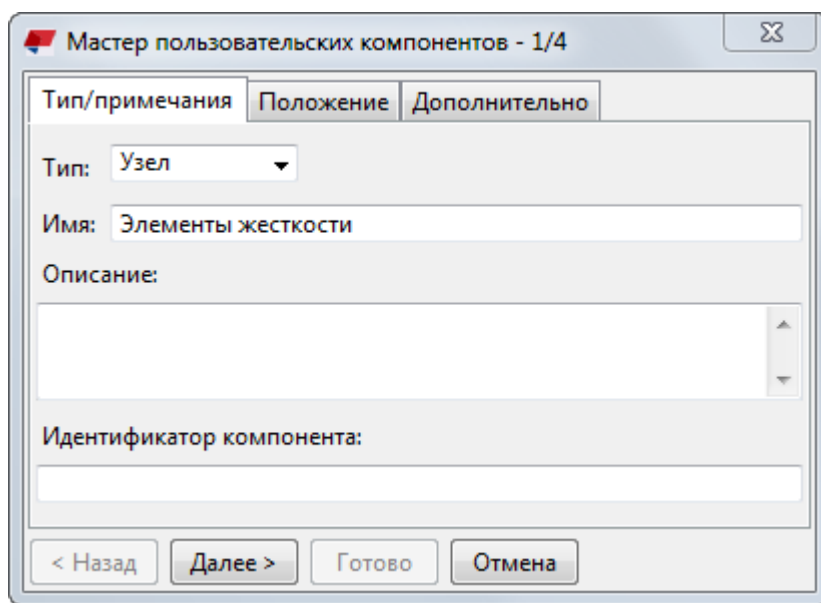 Мастер пользовательских компонентов - 1/4
Тип/примечания Положение Дополнительно
Тип: Узел
Имя: Элементы жесткости
Описание:
Идентификатор компонента:
< Назад Далее > Готово Отмена